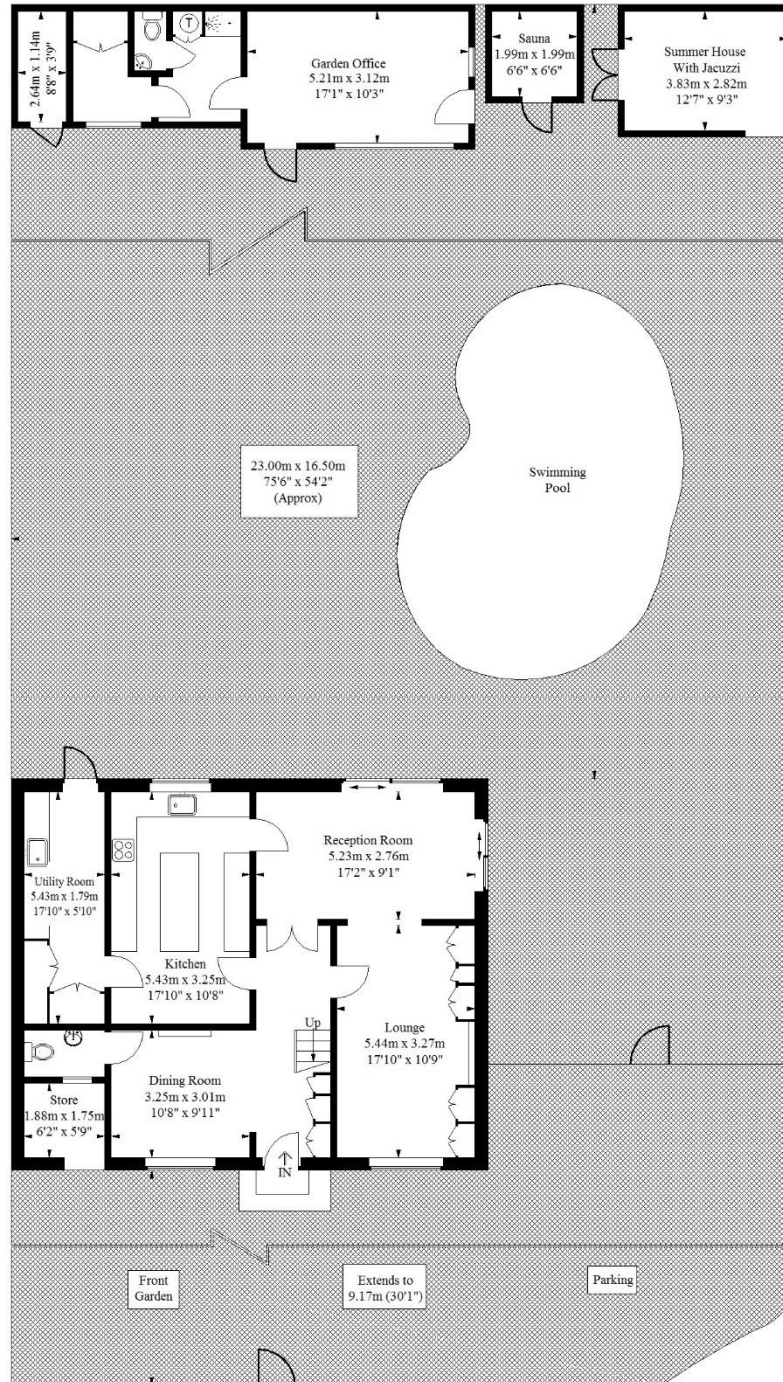 2.64m x 1.14m
8'8" x 3'9"
T
Garden Office
5.21m x 3.12m
17'1" x 10'3"
Sauna
1.99m x 1.99m
6'6" x 6'6"
Summer House
With Jacuzzi
3.83m x 2.82m
12'7" x 9'3"
23.00m x 16.50m
75'6" x 54'2"
(Approx)
Swimming
Pool
Reception Room
5.23m x 2.76m
17'2" x 9'1"
Utility Room
5.43m x 1.79m
17'10" x 5'10"
Kitchen
5.43m x 3.25m
17'10" x 10'8"
Up
Lounge
5.44m x 3.27m
17'10" x 10'9"
Dining Room
3.25m x 3.01m
10'8" x 9'11"
Store
1.88m x 1.75m
6'2" x 5'9"
IN
Front
Garden
Extends to
9.17m (30'1")
Parking